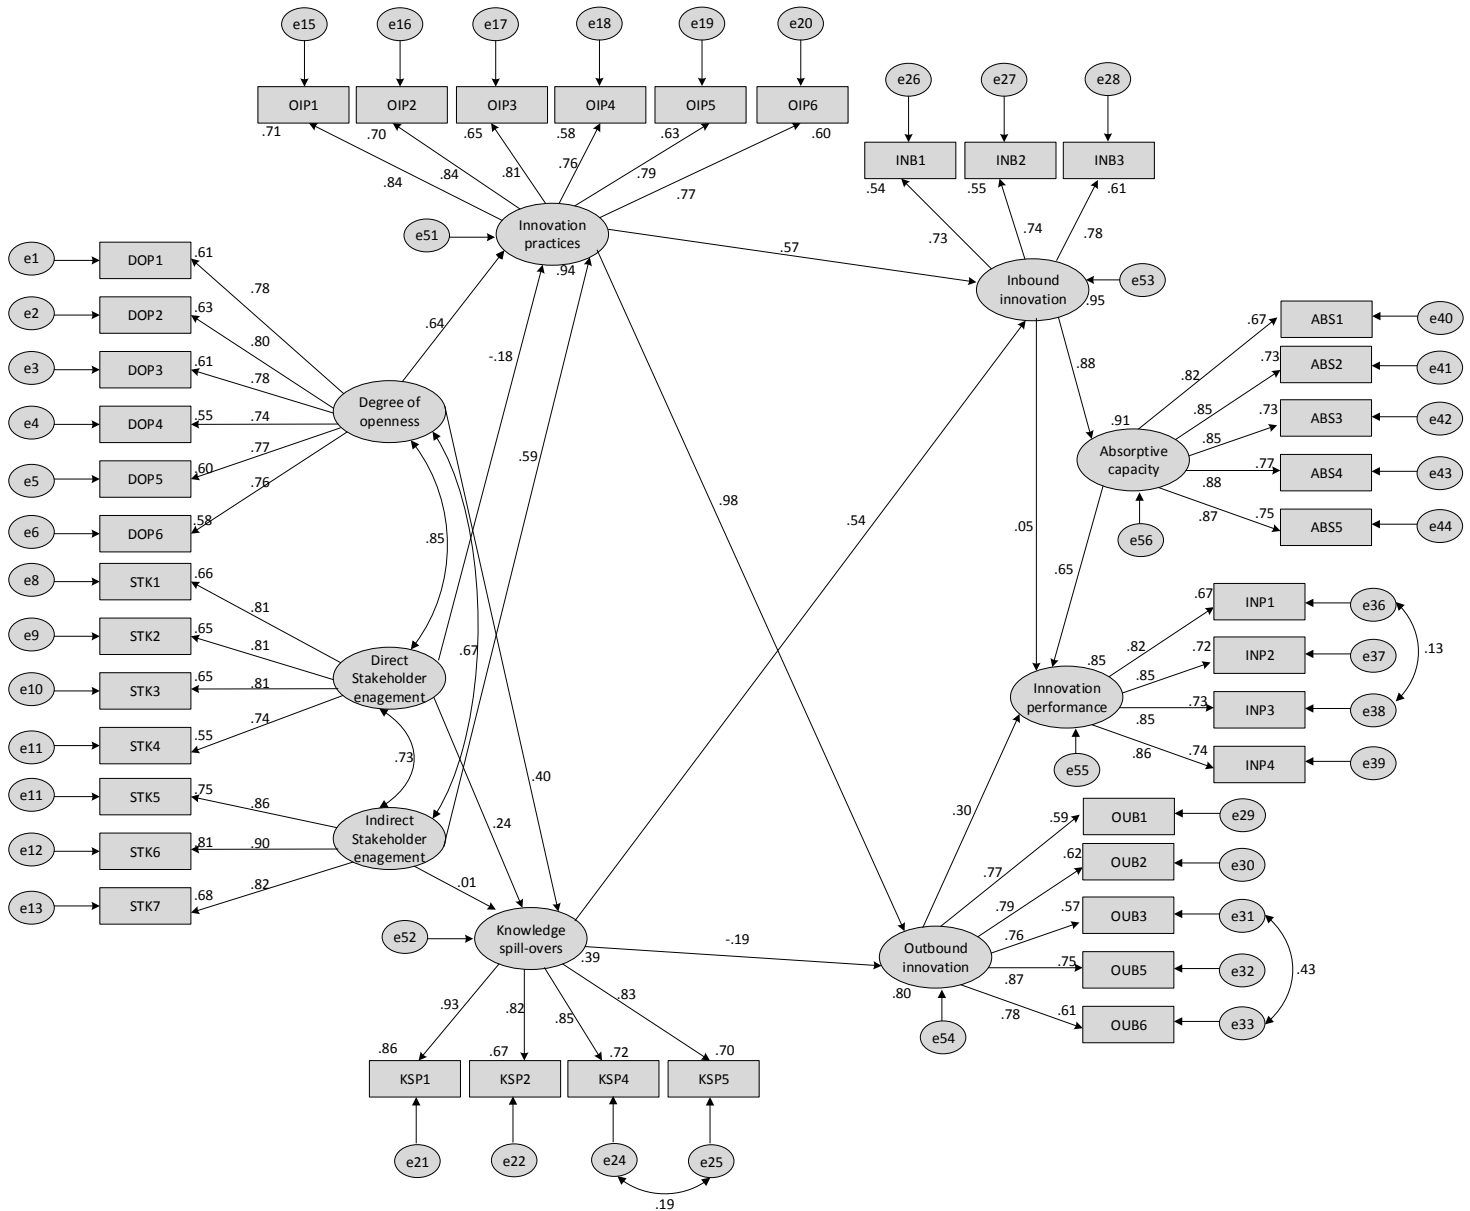 e15
e16
e17
e18
e19
e20
OIP1
OIP2
OIP3
OIP4
OIP5
OIP6
.71
.70
.65
.58
.63
.60
.84
.84
.81
.76
.79
.77
e26
e27
e28
INB1
INB2
INB3
.54
.55
.61
.73
.74
.78
e51
Innovation
practices
.94
.57
Inbound
innovation
.95
e53
e1
DOP1
.61
.78
e2
DOP2
.63
.80
e3
DOP3
.61
.78
e4
DOP4
.55
.74
e5
DOP5
.60
.77
e6
DOP6
.58
.76
Degree of
openness
.64
-.18
.59
.98
.54
.88
.05
.85
.67
.40
.67
ABS1
e40
.82
.73
ABS2
e41
.85
.73
ABS3
e42
.85
.77
ABS4
e43
.88
.75
ABS5
e44
.87
.91
Absorptive
capacity
e56
.65
e8
STK1
.66
.81
e9
STK2
.65
.81
e10
STK3
.65
.81
e11
STK4
.55
.74
Direct
Stakeholder
enagement
.73
e11
STK5
.75
.86
e12
STK6
.81
.90
e13
STK7
.68
.82
Indirect
Stakeholder
enagement
.24
.01
.67
INP1
e36
.82
.72
INP2
e37
.85
.73
INP3
e38
.85
.74
INP4
e39
.86
.13
.85
Innovation
performance
e55
.30
.59
OUB1
e29
.77
.62
OUB2
e30
.79
.57
OUB3
e31
.76
.75
OUB5
e32
.87
.61
OUB6
e33
.78
.43
e52
Knowledge
spill-overs
.39
-.19
Outbound
innovation
.80
e54
.93
.82
.85
.83
.86
.67
.72
.70
KSP1
KSP2
KSP4
KSP5
e21
e22
e24
e25
.19